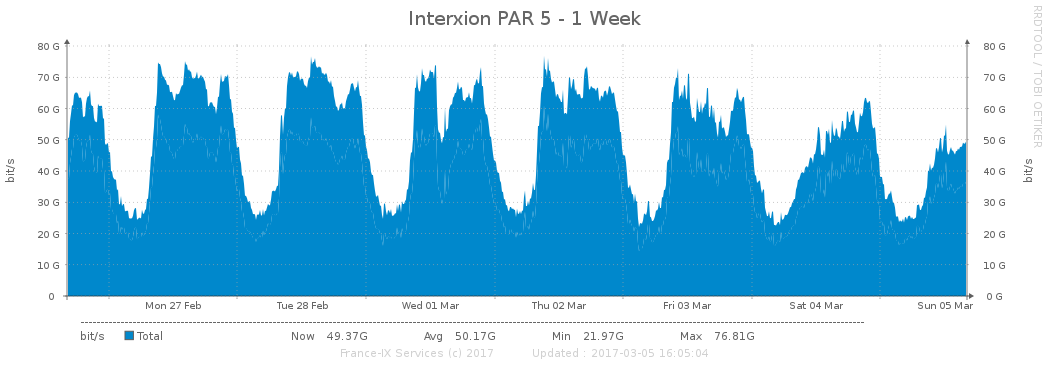 Interxion PAR 5 - 1 Week
RRDTOOL / TOBI OETIKER
80 G 80 G
70 G 70 G
60 G 60 G
50 G 50 G
40 G 40 G
30 G 30 G
20 G 20 G
10 G 10 G
0 0 G
bit/s bit/s
Mon 27 Feb Tue 28 Feb Wed 01 Mar Thu 02 Mar Fri 03 Mar Sat 04 Mar Sun 05 Mar
bit/s Total Now 49.37G Avg 50.17G Min 21.97G Max 76.81G
France-IX Services (c) 2017 Updated : 2017-03-05 16:05:04